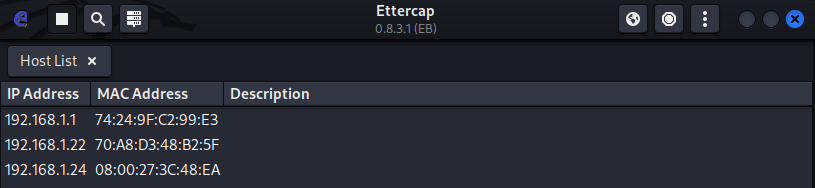 Ettercap
0.8.3.1 (EB)
Host List ×
IP Address MAC Address Description
192.168.1.1 74:24:9F:C2:99:E3
192.168.1.22 70:A8:D3:48:B2:5F
192.168.1.24 08:00:27:3C:48:EA